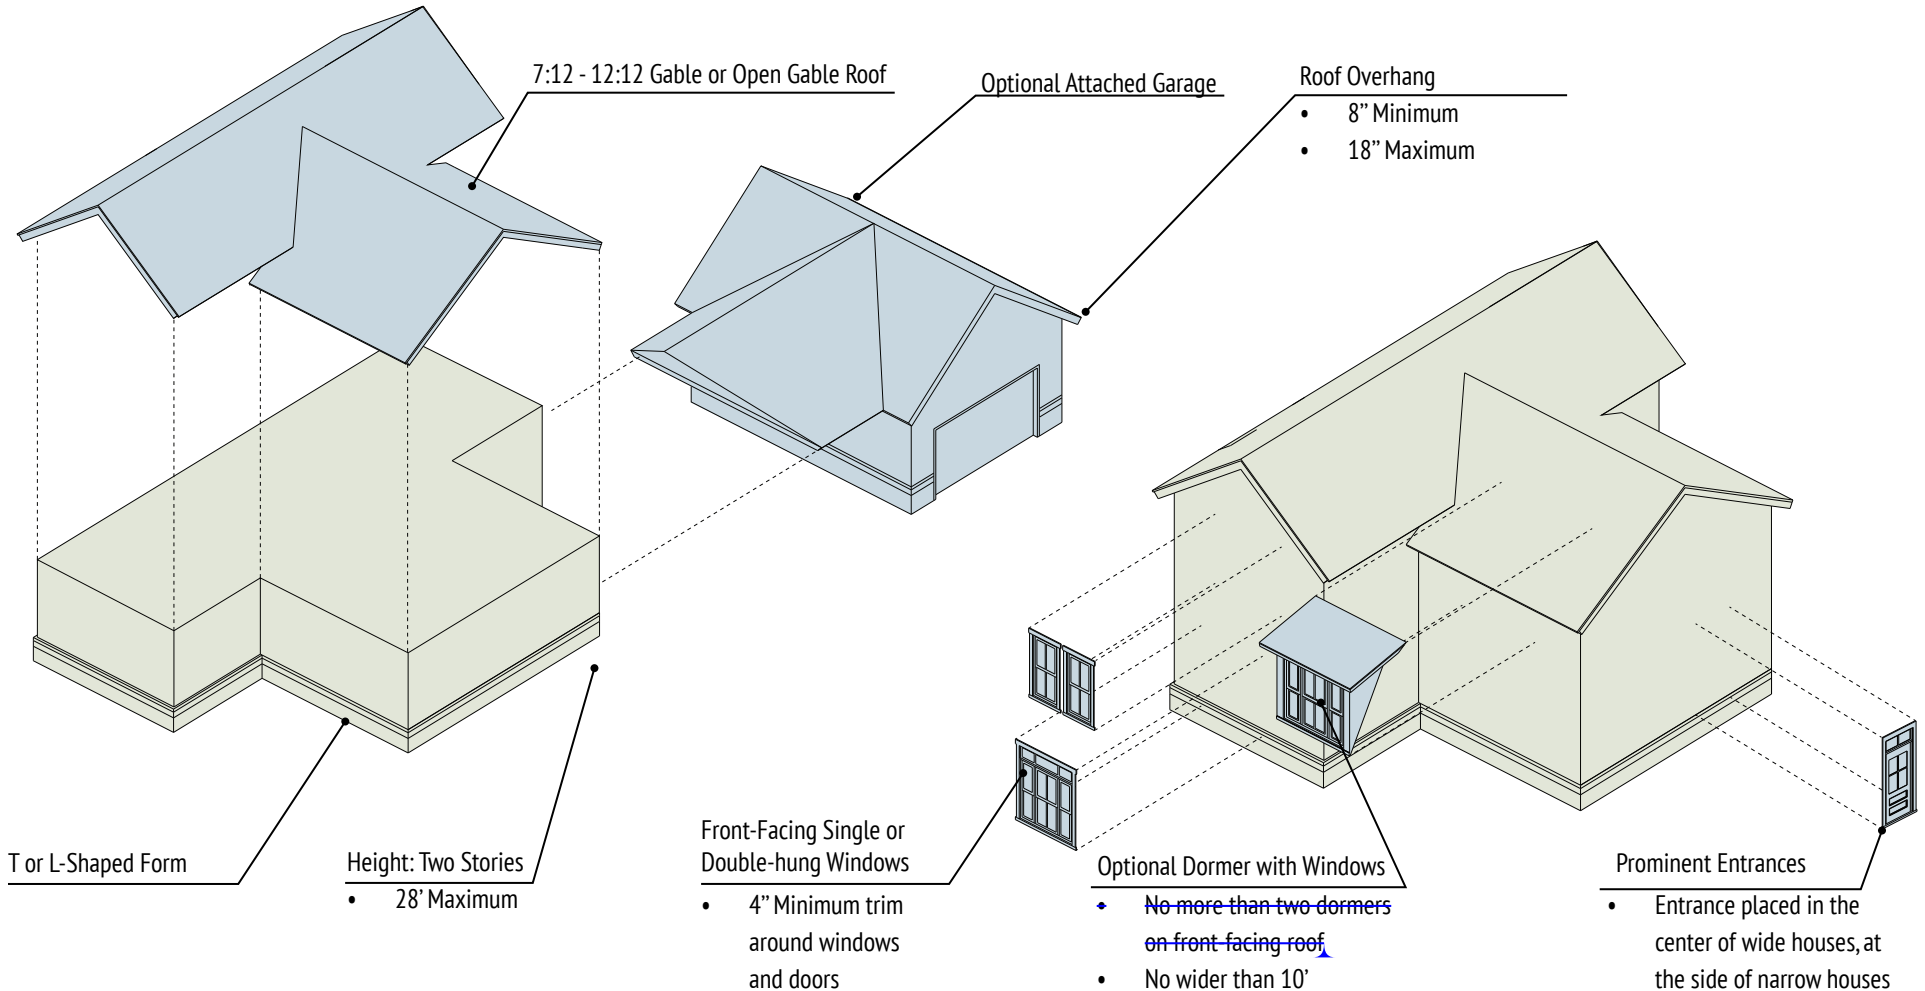 7:12 - 12:12 Gable or Open Gable Roof
Optional Attached Garage
Roof Overhang
• 8” Minimum
• 18” Maximum
T or L-Shaped Form
Height: Two Stories
• 28’ Maximum
Front-Facing Single or
Double-hung Windows
• 4” Minimum trim
around windows
and doors
Optional Dormer with Windows
• No more than two dormers
on front-facing roof
• No wider than 10’
Prominent Entrances
• Entrance placed in the
center of wide houses, at
the side of narrow houses